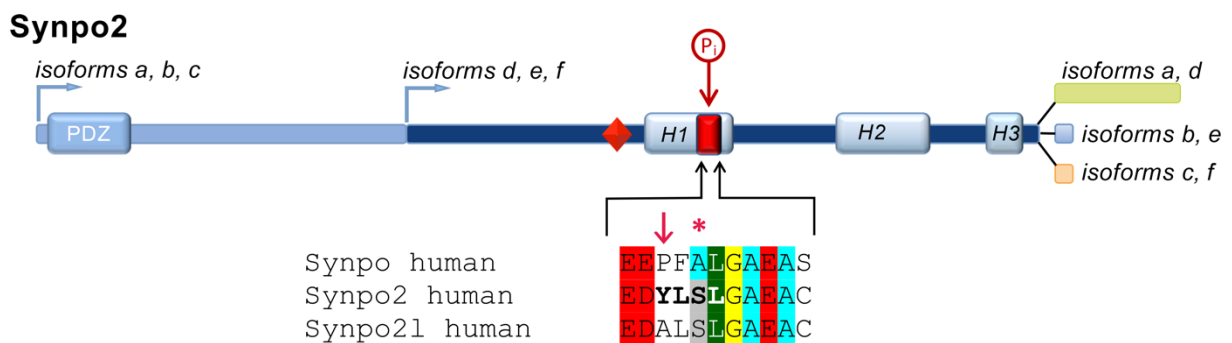 Synpo2
isoforms a, b, c
isoforms d, e, f
Pi
isoforms a, d
PDZ
H1
H2
H3
isoforms b, e
isoforms c, f
*
Synpo human EEPFALGAEAS
Synpo2 human EDYLSLGAEAC
Synpo2l human EDALSLGAEAC